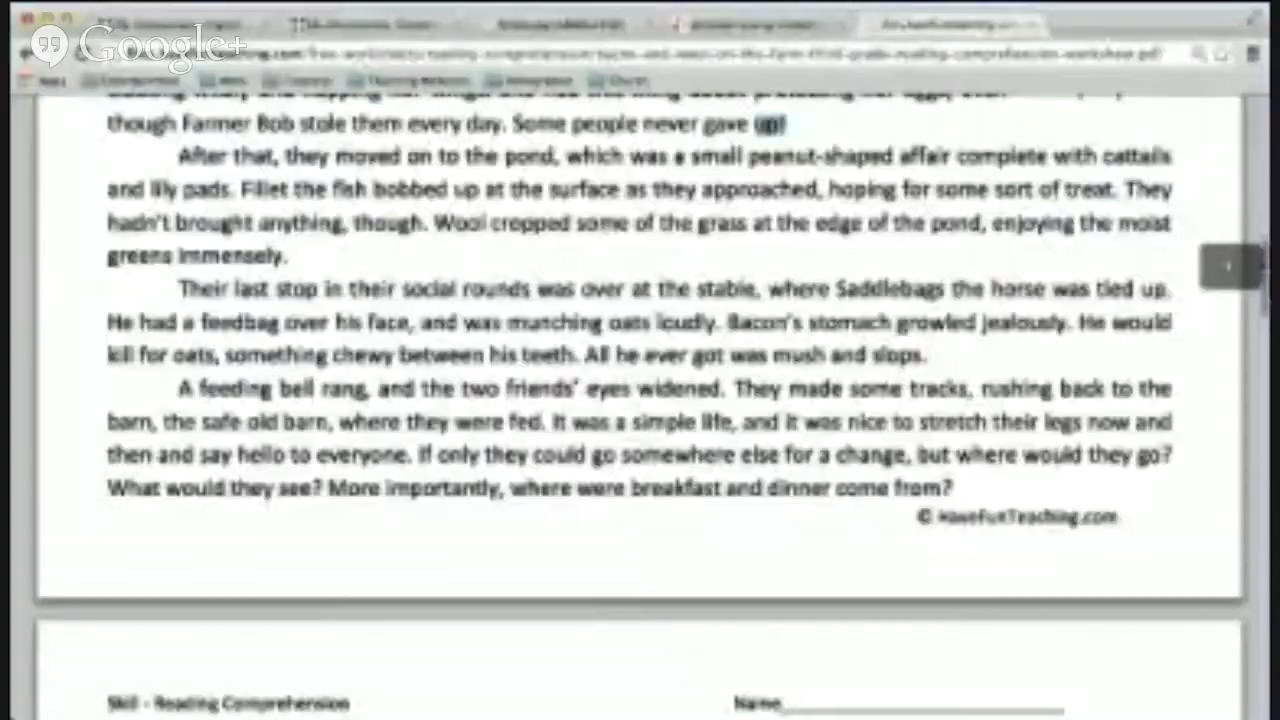 Google+
though Farmer Bob stole them every day. Some people never gave up!
After that, they moved on to the pond, which was a small peanut-shaped affair complete with cattails
and lily pads. Fillet the fish bobbed up at the surface as they approached, hoping for some sort of treat. They
hadn't brought anything, though. Wool cropped some of the grass at the edge of the pond, enjoying the moist
greens immensely.
Their last stop in their social rounds was over at the stable, where Saddlebags the horse was tied up.
He had a feedbag over his face, and was munching oats loudly. Bacon's stomach growled jealously. He would
kill for oats, something chewy between his teeth. All he ever got was mush and slops.
A feeding bell rang, and the two friends' eyes widened. They made some tracks, rushing back to the
barn, the safe old barn, where they were fed. It was a simple life, and it was nice to stretch their legs now and
then and say hello to everyone. If only they could go somewhere else for a change, but where would they go?
What would they see? More importantly, where were breakfast and dinner come from?
© HaveFunTeaching.com
Skill - Reading Comprehension
Name